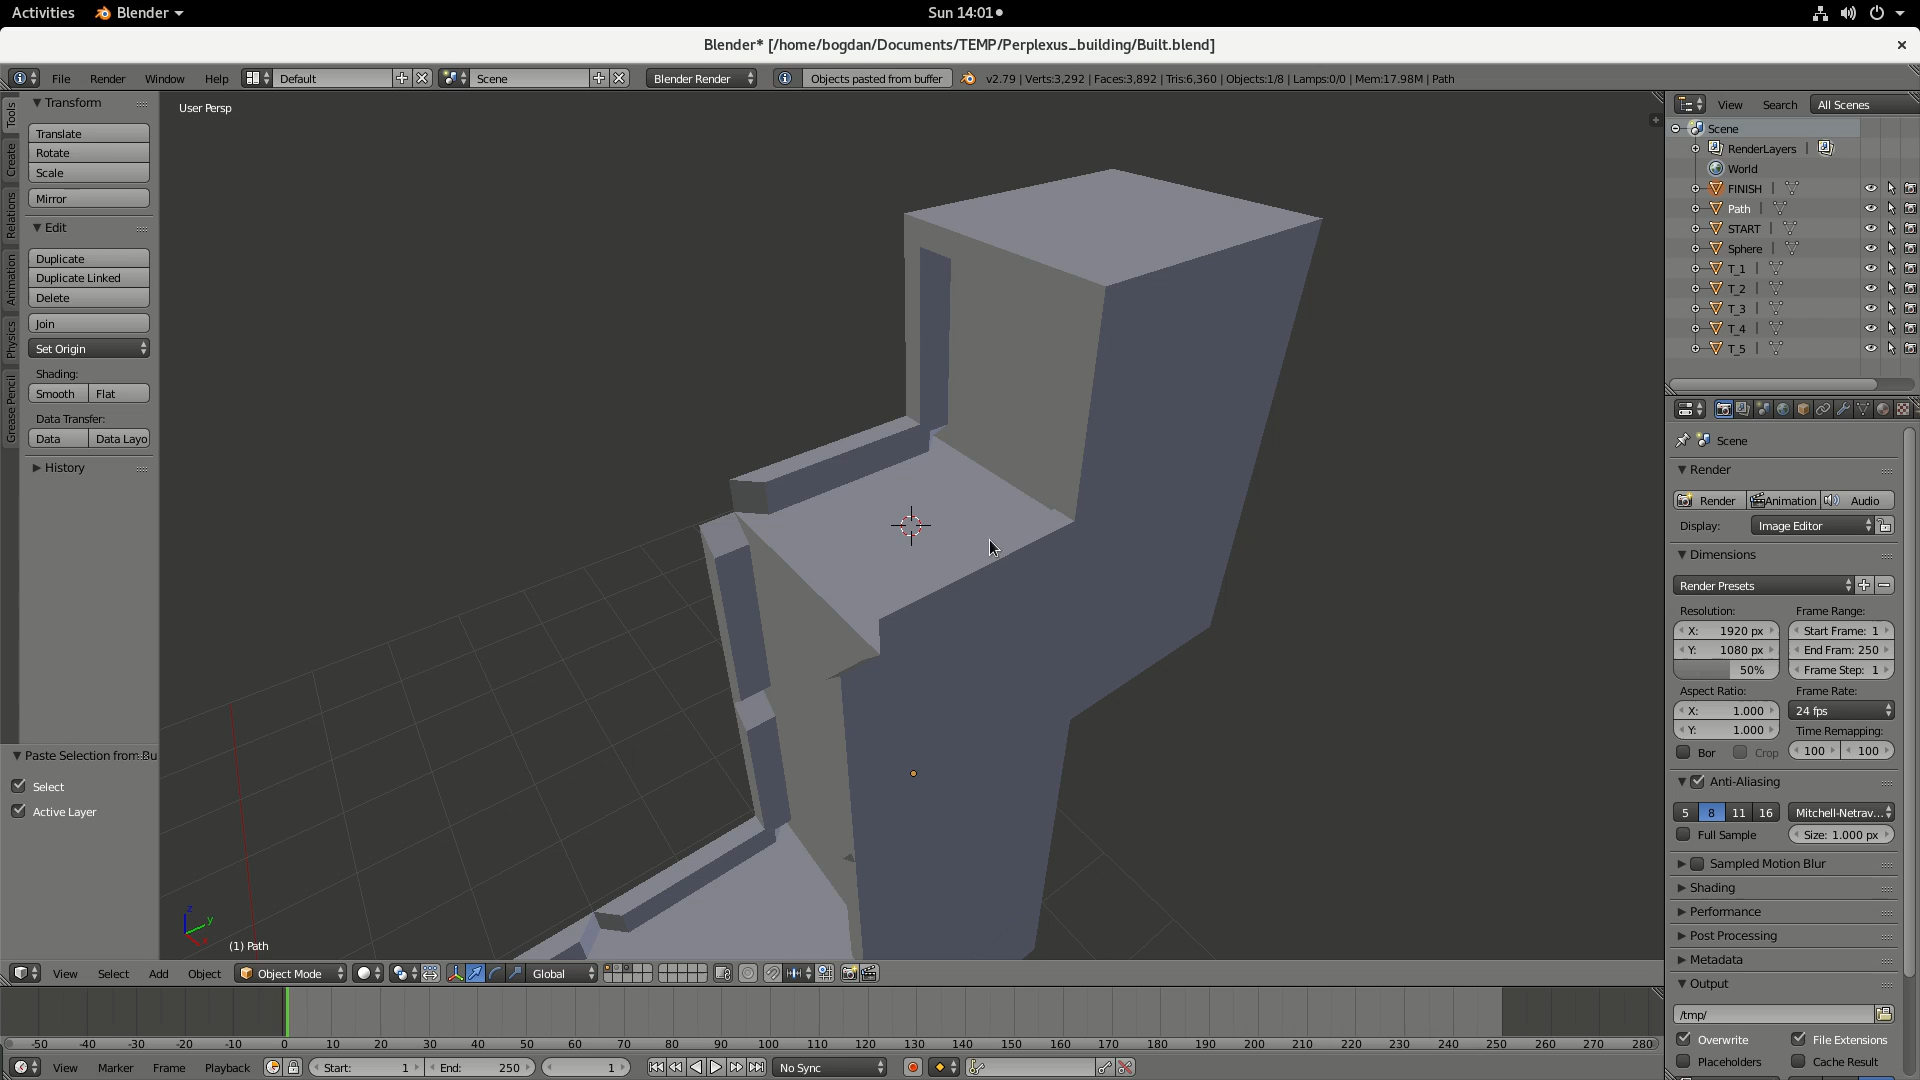 Activities Blender Sun 14:01
Blender* [/home/bogdan/Documents/TEMP/Perplexus_building/Built.blend]
File Render Window Help Default Scene Blender Render Objects pasted from buffer v2.79 | Verts:3,292 | Faces:3,892 | Tris:6,360 | Objects:1/8 | Lamps:0/0 | Mem:17.98M | Path
Tools
Create
Relations
Animation
Physics
Grease Pencil
Transform
Translate
Rotate
Scale
Mirror
Edit
Duplicate
Duplicate Linked
Delete
Join
Set Origin
Shading:
Smooth Flat
Data Transfer:
Data Data Layo
History
Paste Selection from Bu
Select
Active Layer
User Persp
z
y
(1) Path
View Search All Scenes
Scene
RenderLayers |
World
FINISH |
Path |
START |
Sphere |
T_1 |
T_2 |
T_3 |
T_4 |
T_5 |
Scene
Render
Render Animation Audio
Display: Image Editor
Dimensions
Render Presets
Resolution: Frame Range:
X: 1920 px Start Frame: 1
Y: 1080 px End Fram: 250
50% Frame Step: 1
Aspect Ratio: Frame Rate:
X: 1.000 24 fps
Y: 1.000 Time Remapping:
Bor Crop 100 100
Anti-Aliasing
5 8 11 16 Mitchell-Netrav...
Full Sample Size: 1.000 px
Sampled Motion Blur
Shading
Performance
Post Processing
Metadata
Output
/tmp/
Overwrite File Extensions
Placeholders Cache Result
View Select Add Object Object Mode Global
-50 -40 -30 -20 -10 0 10 20 30 40 50 60 70 80 90 100 110 120 130 140 150 160 170 180 190 200 210 220 230 240 250 260 270 280
View Marker Frame Playback Start: 1 End: 250 1 No Sync